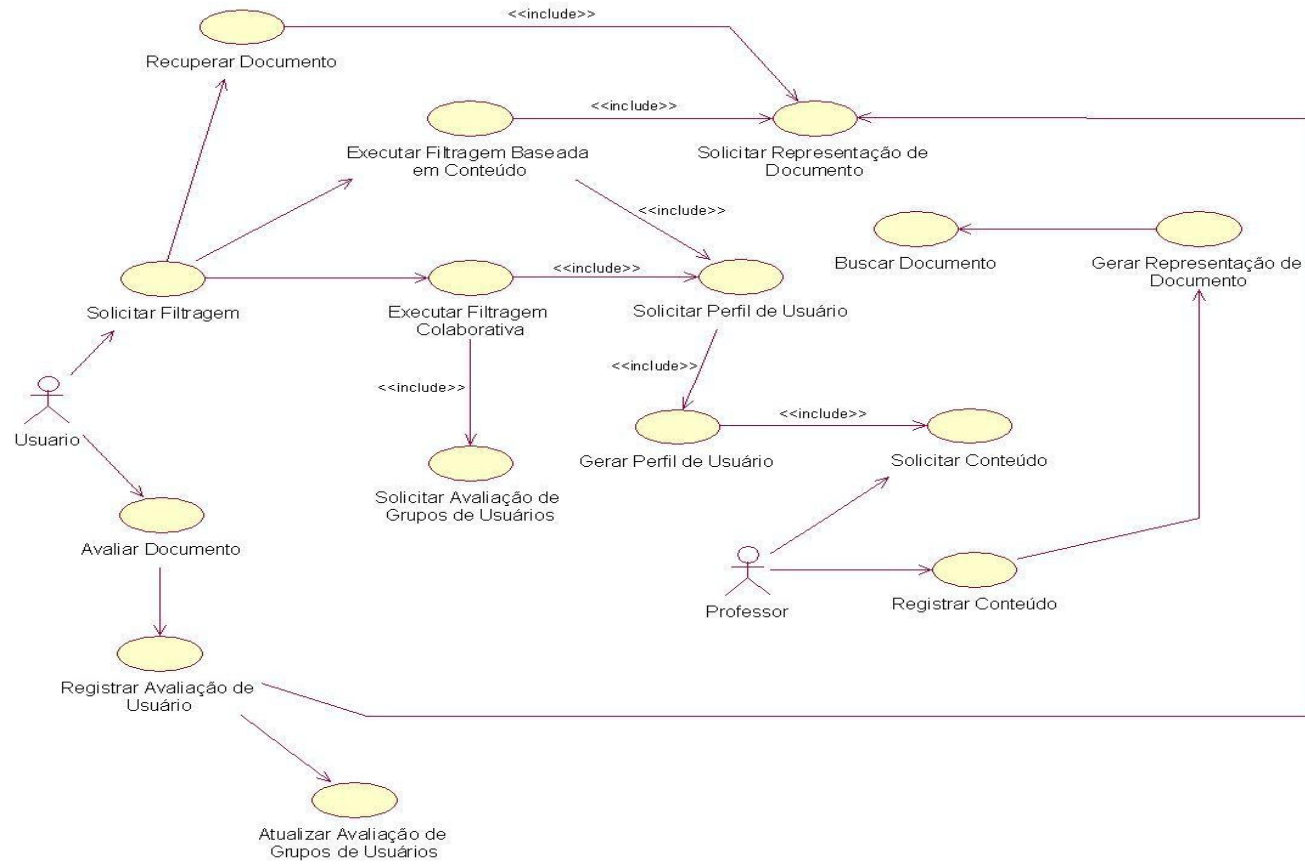 <<include>>
Recuperar Documento
<<include>>
Executar Filtragem Baseada
em Conteúdo
Solicitar Representação de
Documento
<<include>>
Buscar Documento
Gerar Representação de
Documento
Solicitar Filtragem
<<include>>
Executar Filtragem
Colaborativa
Solicitar Perfil de Usuário
<<include>>
<<include>>
Usuario
<<include>>
Gerar Perfil de Usuário
Solicitar Conteúdo
Solicitar Avaliação de
Grupos de Usuários
Avaliar Documento
Professor
Registrar Conteúdo
Registrar Avaliação de
Usuário
Atualizar Avaliação de
Grupos de Usuários